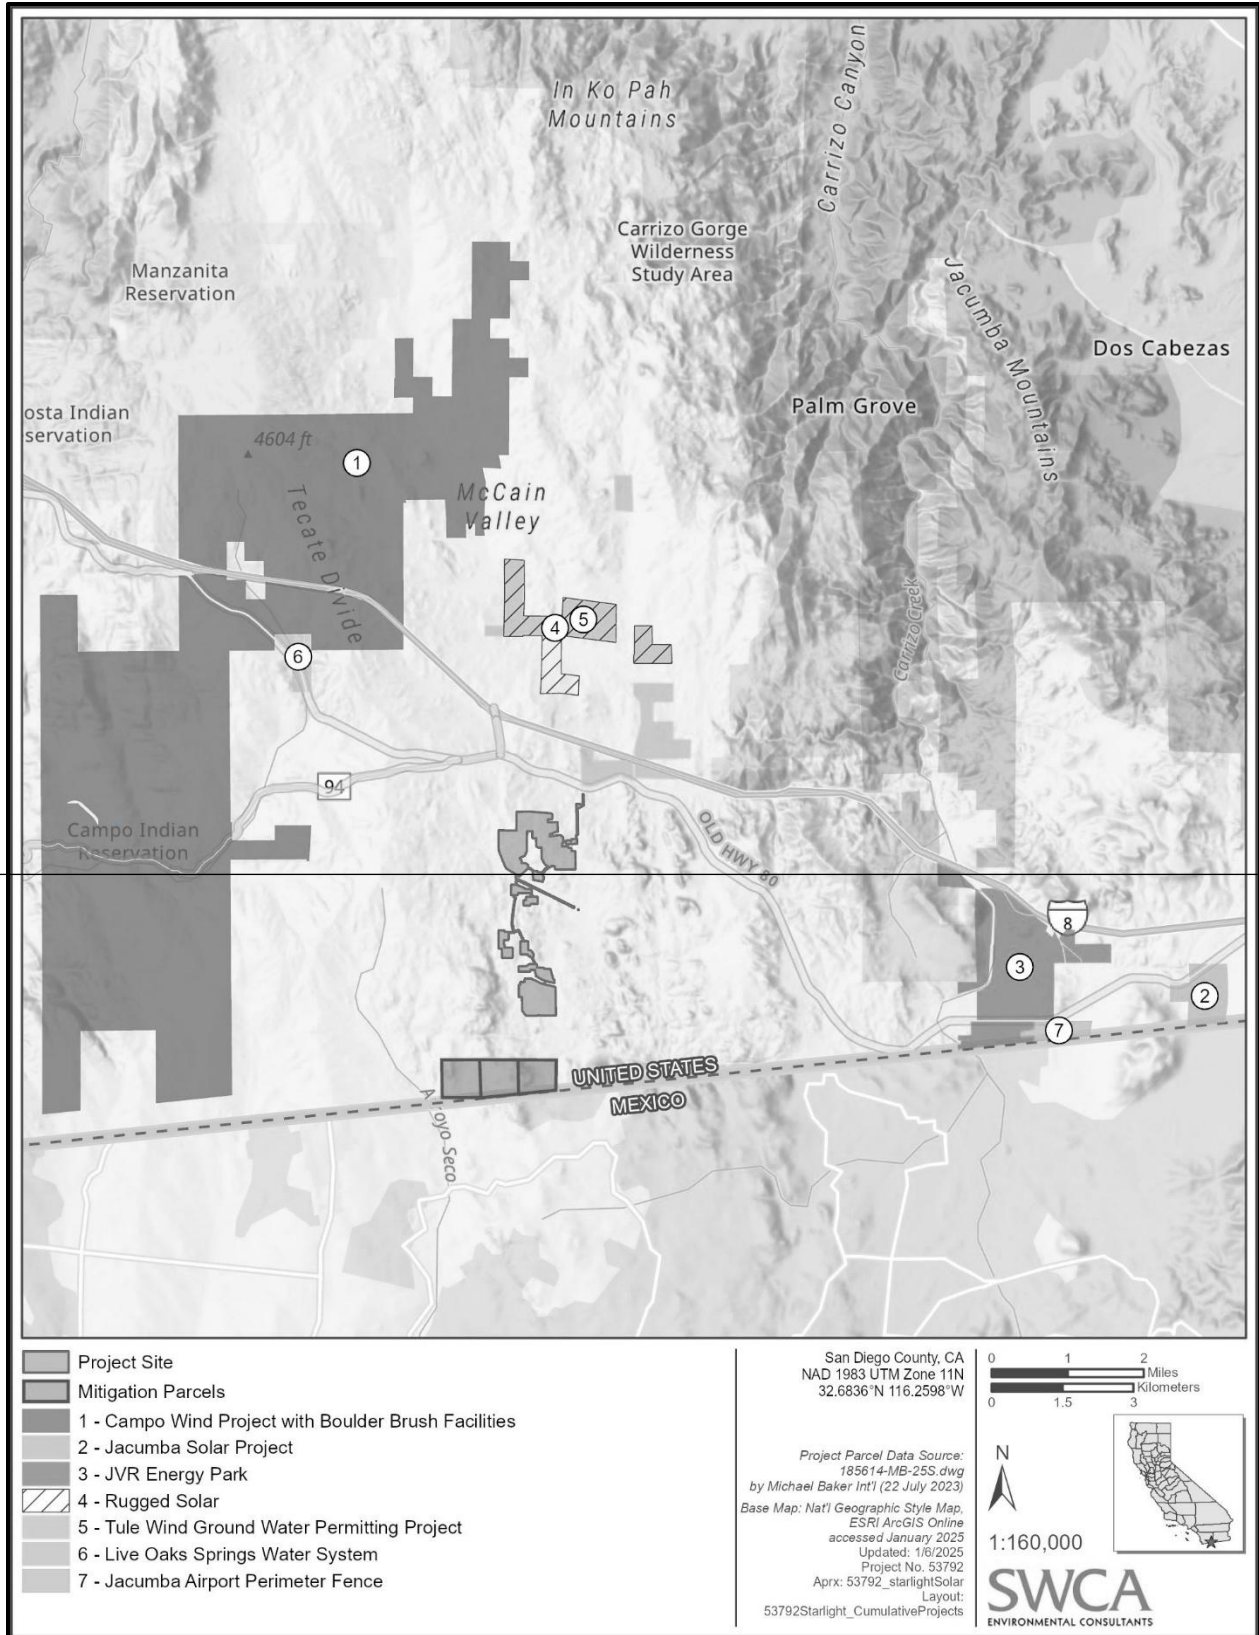 In Ko Pah
Mountains
Carrizo Canyon
Carrizo Gorge
Wilderness
Study Area
Manzanita
Reservation
Jacumba Mountains
Dos Cabezas
Palm Grove
osta Indian
servation
4604 ft
1
McCain
Valley
Tecate Divide
Carrizo Creek
4
5
6
94
Campo Indian
Reservation
OLD HWY 80
8
3
2
7
UNITED STATES
MEXICO
Arroyo Seco
Project Site
Mitigation Parcels
1 - Campo Wind Project with Boulder Brush Facilities
2 - Jacumba Solar Project
3 - JVR Energy Park
4 - Rugged Solar
5 - Tule Wind Ground Water Permitting Project
6 - Live Oaks Springs Water System
7 - Jacumba Airport Perimeter Fence
San Diego County, CA
NAD 1983 UTM Zone 11N
32.6836°N 116.2598°W
Project Parcel Data Source:
185614-MB-25S.dwg
by Michael Baker Int'l (22 July 2023)
Base Map: Nat'l Geographic Style Map,
ESRI ArcGIS Online
accessed January 2025
Updated: 1/6/2025
Project No. 53792
Aprx: 53792_starlightSolar
Layout:
53792Starlight_CumulativeProjects
0 1 2
Miles
Kilometers
0 1.5 3
N
1:160,000
SWCA
ENVIRONMENTAL CONSULTANTS